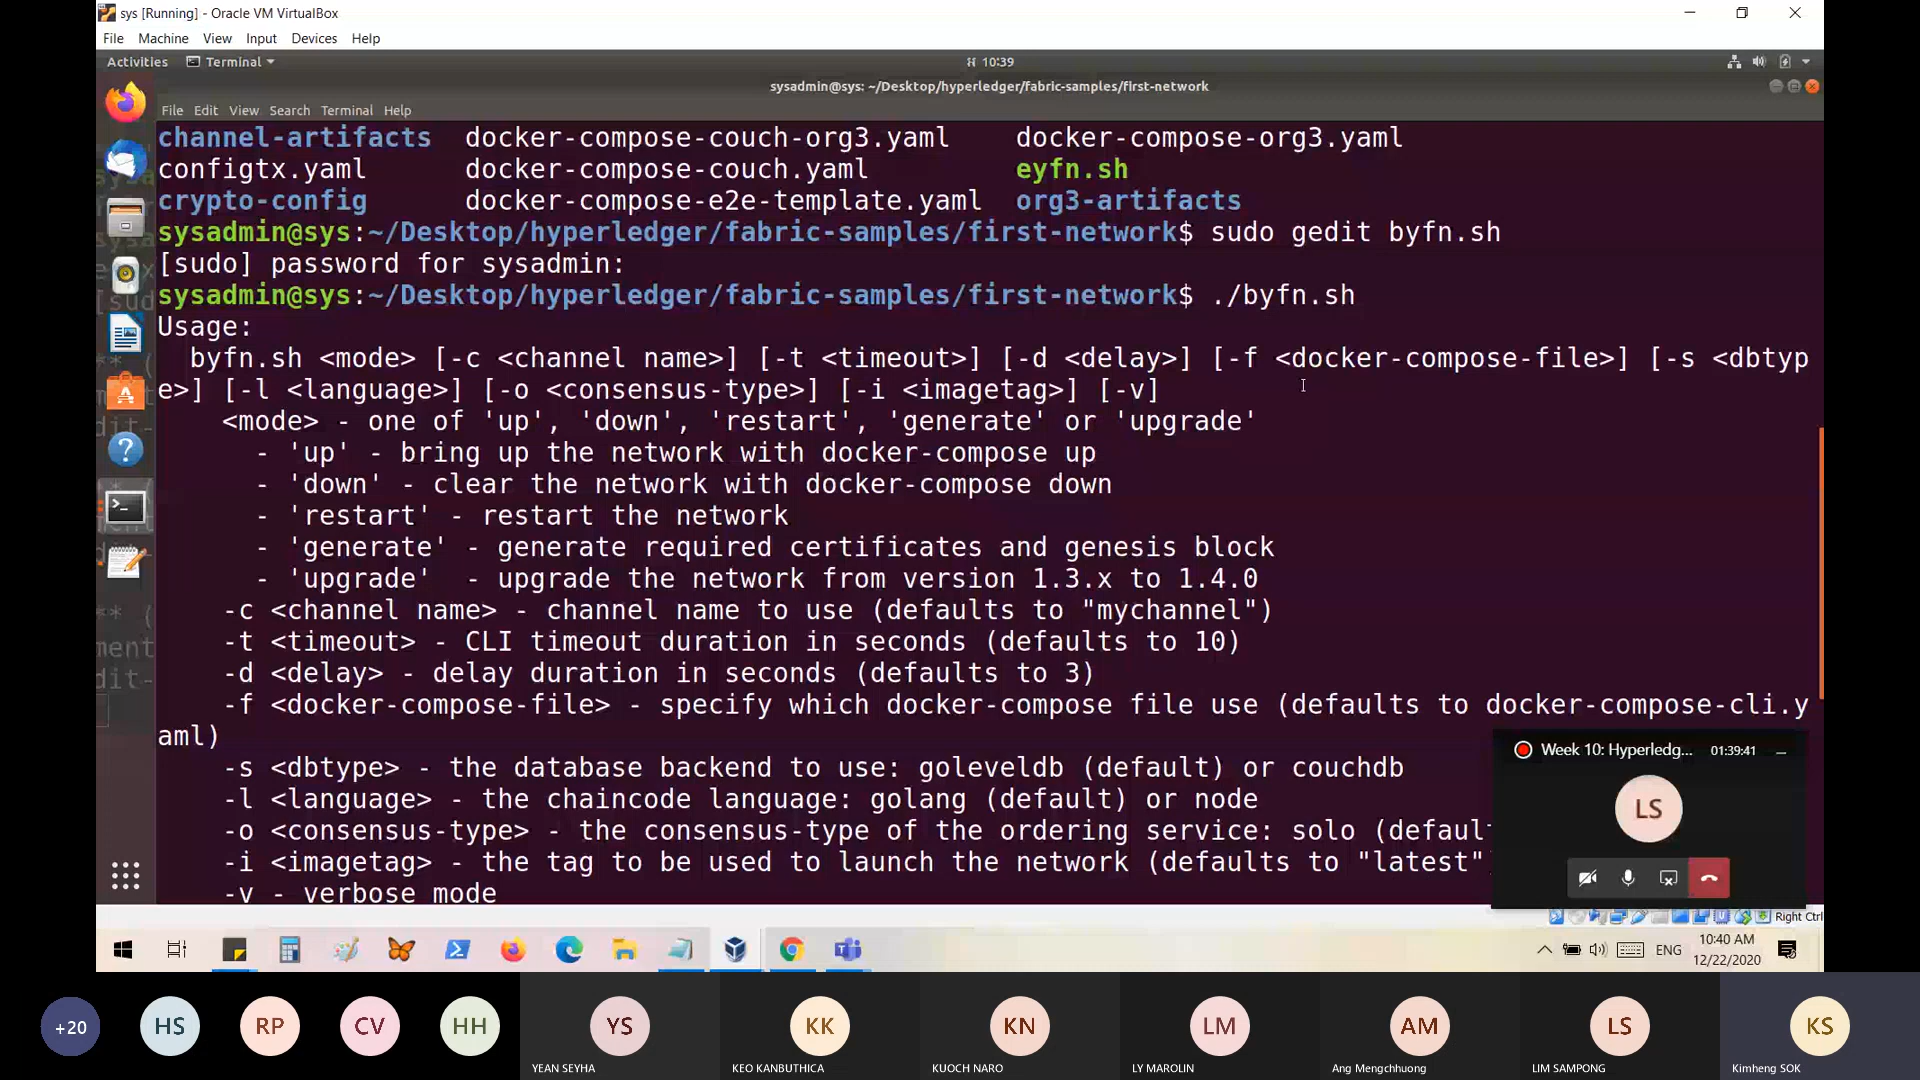 sys [Running] - Oracle VM VirtualBox
File Machine View Input Devices Help
Activities Terminal 10:39
sysadmin@sys: ~/Desktop/hyperledger/fabric-samples/first-network
File Edit View Search Terminal Help
channel-artifacts docker-compose-couch-org3.yaml docker-compose-org3.yaml
configtx.yaml docker-compose-couch.yaml eyfn.sh
crypto-config docker-compose-e2e-template.yaml org3-artifacts
sysadmin@sys:~/Desktop/hyperledger/fabric-samples/first-network$ sudo gedit byfn.sh
[sudo] password for sysadmin:
sysadmin@sys:~/Desktop/hyperledger/fabric-samples/first-network$ ./byfn.sh
Usage:
byfn.sh <mode> [-c <channel name>] [-t <timeout>] [-d <delay>] [-f <docker-compose-file>] [-s <dbtyp
e>] [-l <language>] [-o <consensus-type>] [-i <imagetag>] [-v]
<mode> - one of 'up', 'down', 'restart', 'generate' or 'upgrade'
- 'up' - bring up the network with docker-compose up
- 'down' - clear the network with docker-compose down
- 'restart' - restart the network
- 'generate' - generate required certificates and genesis block
- 'upgrade' - upgrade the network from version 1.3.x to 1.4.0
-c <channel name> - channel name to use (defaults to "mychannel")
-t <timeout> - CLI timeout duration in seconds (defaults to 10)
-d <delay> - delay duration in seconds (defaults to 3)
-f <docker-compose-file> - specify which docker-compose file use (defaults to docker-compose-cli.y
aml)
-s <dbtype> - the database backend to use: goleveldb (default) or couchdb
-l <language> - the chaincode language: golang (default) or node
-o <consensus-type> - the consensus-type of the ordering service: solo (defaul
-i <imagetag> - the tag to be used to launch the network (defaults to "latest"
-v - verbose mode
Week 10: Hyperledg... 01:39:41
LS
Right Ctrl
ENG 10:40 AM
12/22/2020
+20 HS RP CV HH YS KK KN LM AM LS KS
YEAN SEYHA KEO KANBUTHICA KUOCH NARO LY MAROLIN Ang Mengchhuong LIM SAMPONG Kimheng SOK